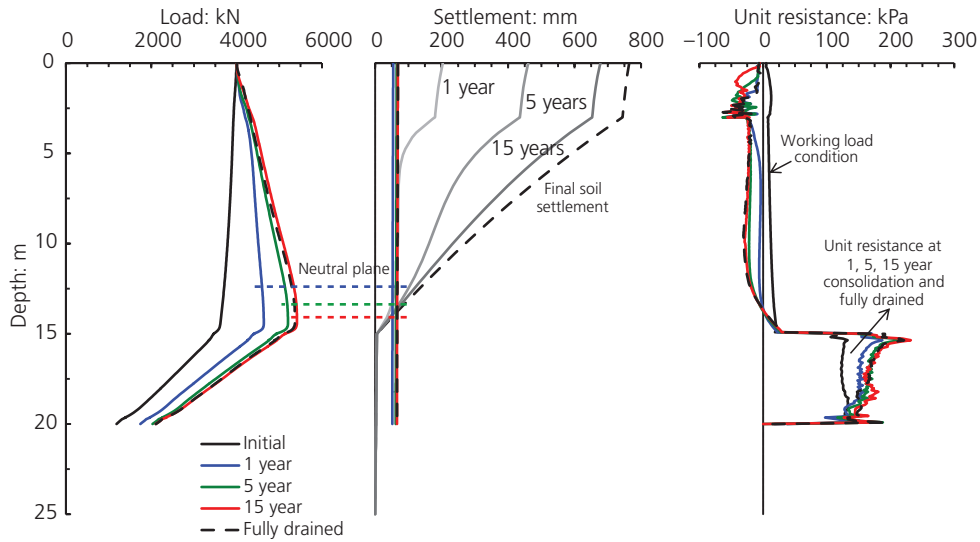 Load: kN
0 2000 4000 6000
Settlement: mm
0 200 400 600 800
Unit resistance: kPa
−100 0 100 200 300
Depth: m
0
5
10
15
20
25
Neutral plane
1 year
5 years
15 years
Final soil
settlement
Working load
condition
Unit resistance at
1, 5, 15 year
consolidation and
fully drained
Initial
1 year
5 year
15 year
Fully drained